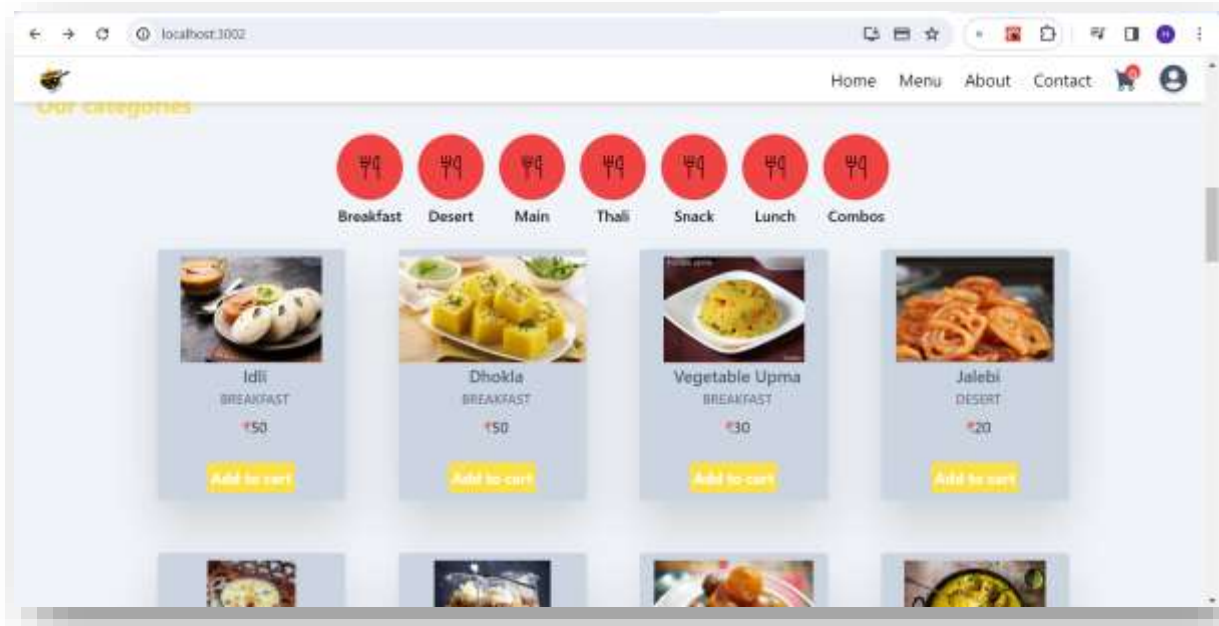 localhost:3002
Home Menu About Contact 0
Our categories
Breakfast Desert Main Thali Snack Lunch Combos
Idli Dhokla Vegetable Upma Jalebi
BREAKFAST BREAKFAST BREAKFAST DESERT
₹50 ₹50 ₹30 ₹20
Add to cart Add to cart Add to cart Add to cart